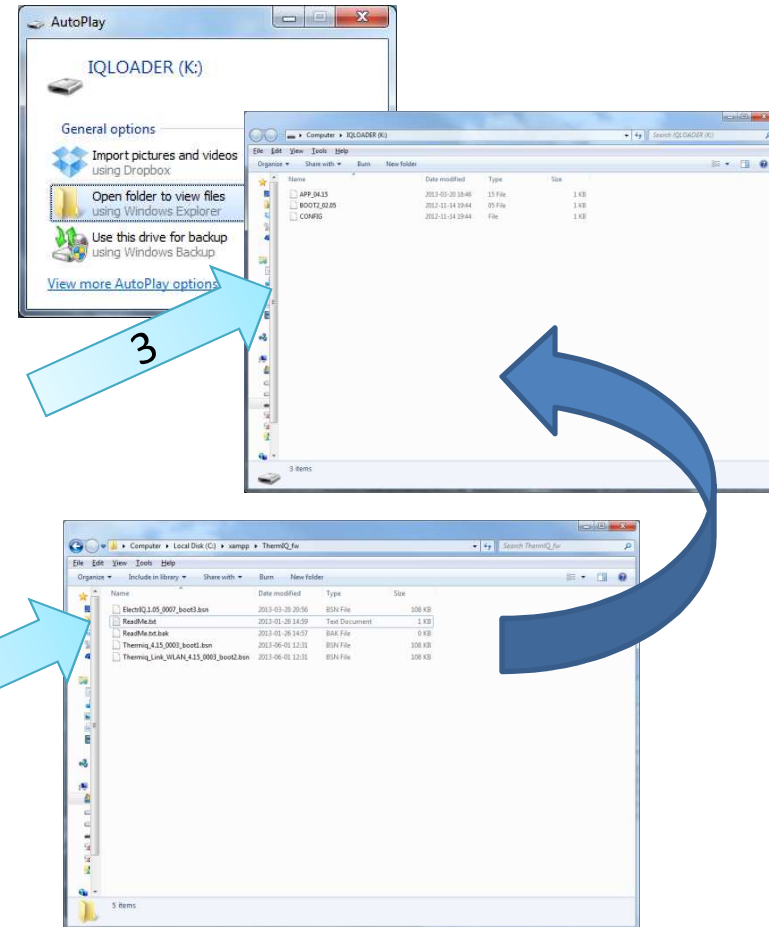 AutoPlay
IQLOADER (K:)
General options
Import pictures and videos
using Dropbox
Open folder to view files
using Windows Explorer
Use this drive for backup
using Windows Backup
View more AutoPlay options
3
Computer ▸ IQLOADER (K:)
Search IQLOADER (K:)
File Edit View Tools Help
Organize Share with Burn New folder
Name Date modified Type Size
APP_04.15 2013-03-20 18:46 15 File 1 KB
BOOT2_02.05 2012-11-14 19:44 05 File 1 KB
CONFIG 2012-11-14 19:44 File 1 KB
3 items
Computer ▸ Local Disk (C:) ▸ xampp ▸ ThermIQ_fw
Search ThermIQ_fw
File Edit View Tools Help
Organize Include in library Share with Burn New folder
Name Date modified Type Size
ElectrIQ.1.05_0007_boot3.bsn 2013-03-20 20:56 BSN File 108 KB
ReadMe.txt 2013-01-26 14:59 Text Document 1 KB
ReadMe.txt.bak 2013-01-26 14:57 BAK File 0 KB
Thermiq_4.15_0003_boot1.bsn 2013-06-01 12:31 BSN File 108 KB
Thermiq_Link_WLAN_4.15_0003_boot2.bsn 2013-06-01 12:31 BSN File 108 KB
5 items